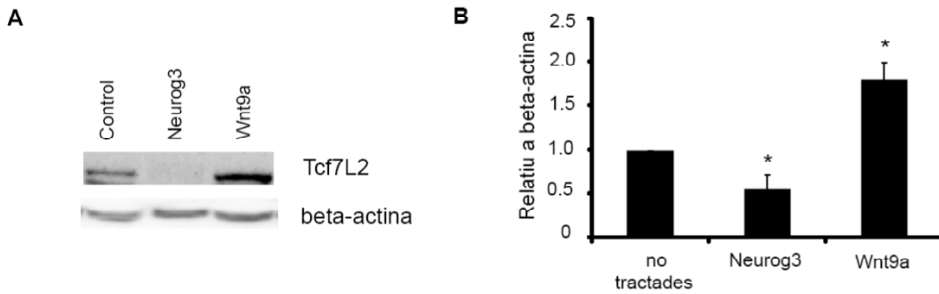 A
Control
Neurog3
Wnt9a
Tcf7L2
beta-actina
B
Relatiu a beta-actina
2.5
2.0
1.5
1.0
0.5
0
*
*
no
tractades
Neurog3
Wnt9a